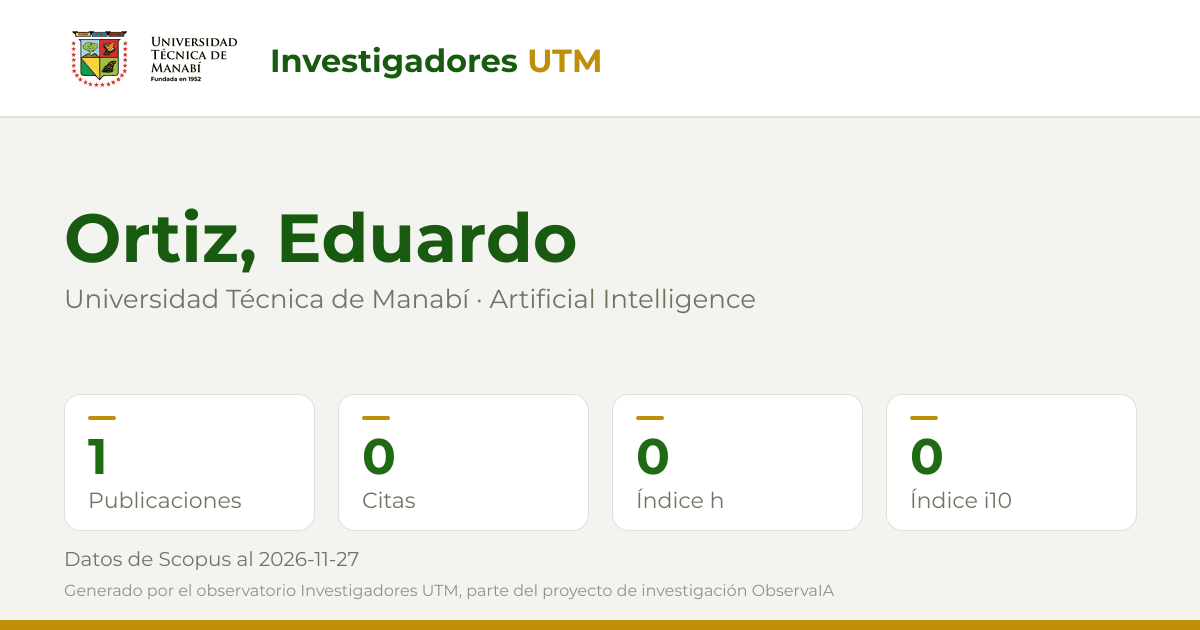 UNIVERSIDAD
TÉCNICA DE
MANABÍ
Fundada en 1952
Investigadores UTM
Ortiz, Eduardo
Universidad Técnica de Manabí · Artificial Intelligence
1
Publicaciones
0
Citas
0
Índice h
0
Índice i10
Datos de Scopus al 2026-11-27
Generado por el observatorio Investigadores UTM, parte del proyecto de investigación ObservaIA